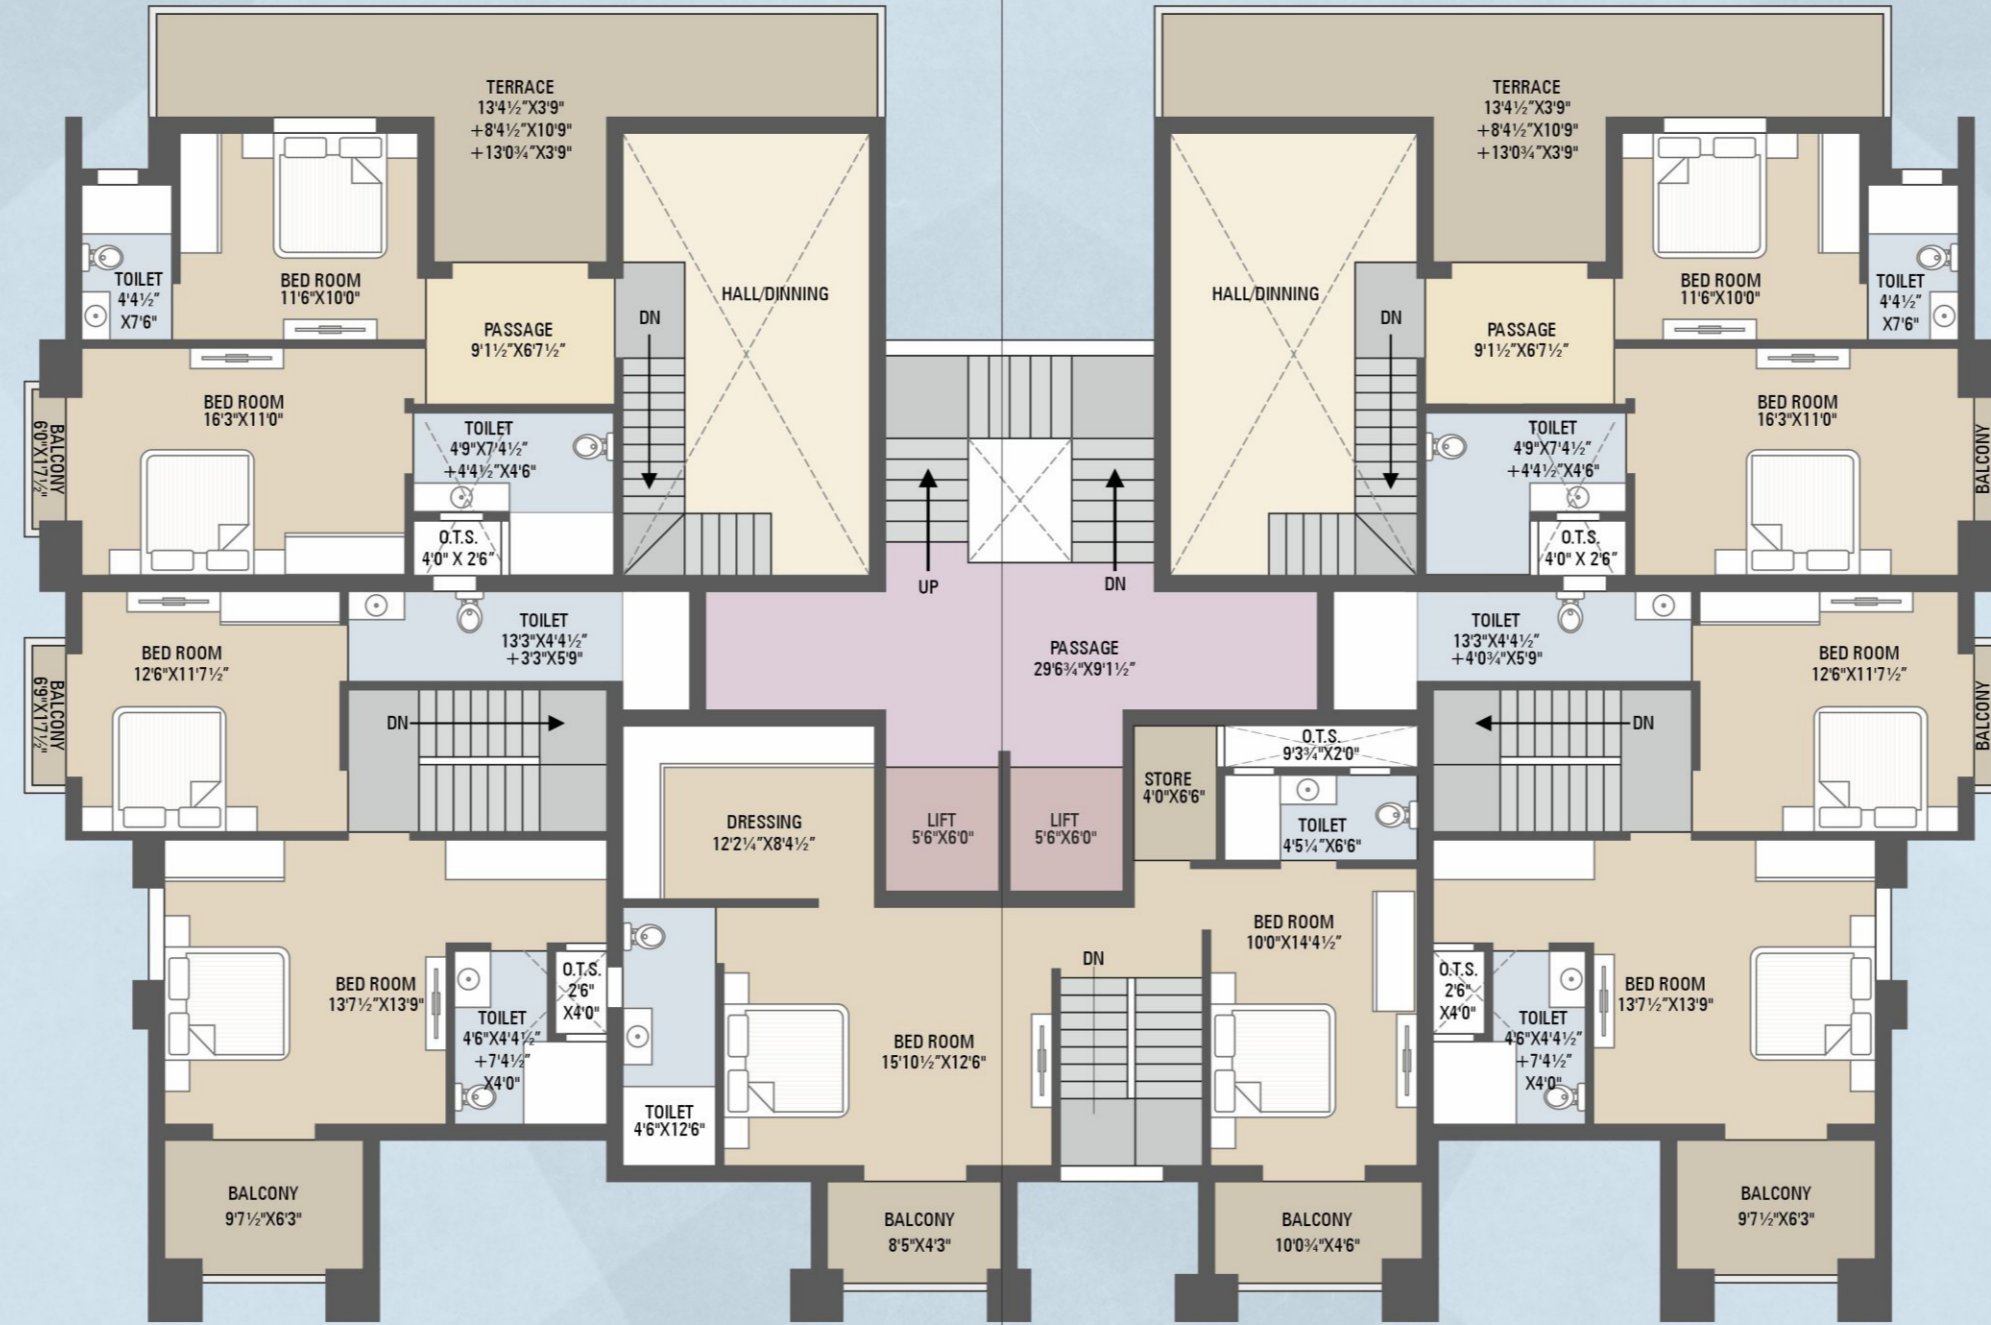 TERRACE
13'4½"X3'9"
+8'4½"X10'9"
+13'0¾"X3'9"
TERRACE
13'4½"X3'9"
+8'4½"X10'9"
+13'0¾"X3'9"
TOILET
4'4½"
X7'6"
BED ROOM
11'6"X10'0"
PASSAGE
9'1½"X6'7½"
DN
HALL/DINNING
HALL/DINNING
DN
PASSAGE
9'1½"X6'7½"
BED ROOM
11'6"X10'0"
TOILET
4'4½"
X7'6"
BALCONY
6'0"X1'7½"
BED ROOM
16'3"X11'0"
TOILET
4'9"X7'4½"
+4'4½"X4'6"
O.T.S.
4'0" X 2'6"
UP
DN
TOILET
4'9"X7'4½"
+4'4½"X4'6"
O.T.S.
4'0" X 2'6"
BED ROOM
16'3"X11'0"
BALCONY
BALCONY
6'9"X1'7½"
BED ROOM
12'6"X11'7½"
TOILET
13'3"X4'4½"
+3'3"X5'9"
DN
PASSAGE
29'6¾"X9'1½"
TOILET
13'3"X4'4½"
+4'0¾"X5'9"
DN
BED ROOM
12'6"X11'7½"
BALCONY
DRESSING
12'2¼"X8'4½"
LIFT
5'6"X6'0"
LIFT
5'6"X6'0"
STORE
4'0"X6'6"
O.T.S.
9'3¾"X2'0"
TOILET
4'5¼"X6'6"
BED ROOM
13'7½"X13'9"
TOILET
4'6"X4'4½"
+7'4½"
X4'0"
O.T.S.
2'6"
X4'0"
TOILET
4'6"X12'6"
BED ROOM
15'10½"X12'6"
DN
BED ROOM
10'0"X14'4½"
O.T.S.
2'6"
X4'0"
TOILET
4'6"X4'4½"
+7'4½"
X4'0"
BED ROOM
13'7½"X13'9"
BALCONY
9'7½"X6'3"
BALCONY
8'5"X4'3"
BALCONY
10'0¾"X4'6"
BALCONY
9'7½"X6'3"